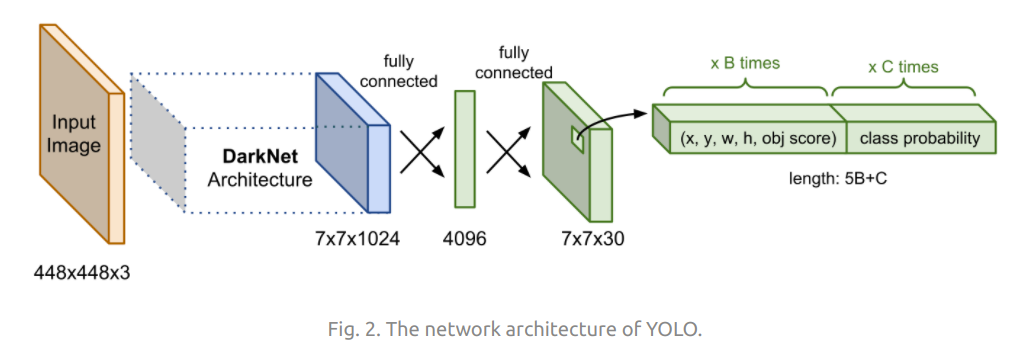 Input
Image
448x448x3
DarkNet
Architecture
7x7x1024
fully
connected
4096
fully
connected
7x7x30
x B times
x C times
(x, y, w, h, obj score)
class probability
length: 5B+C
Fig. 2. The network architecture of YOLO.